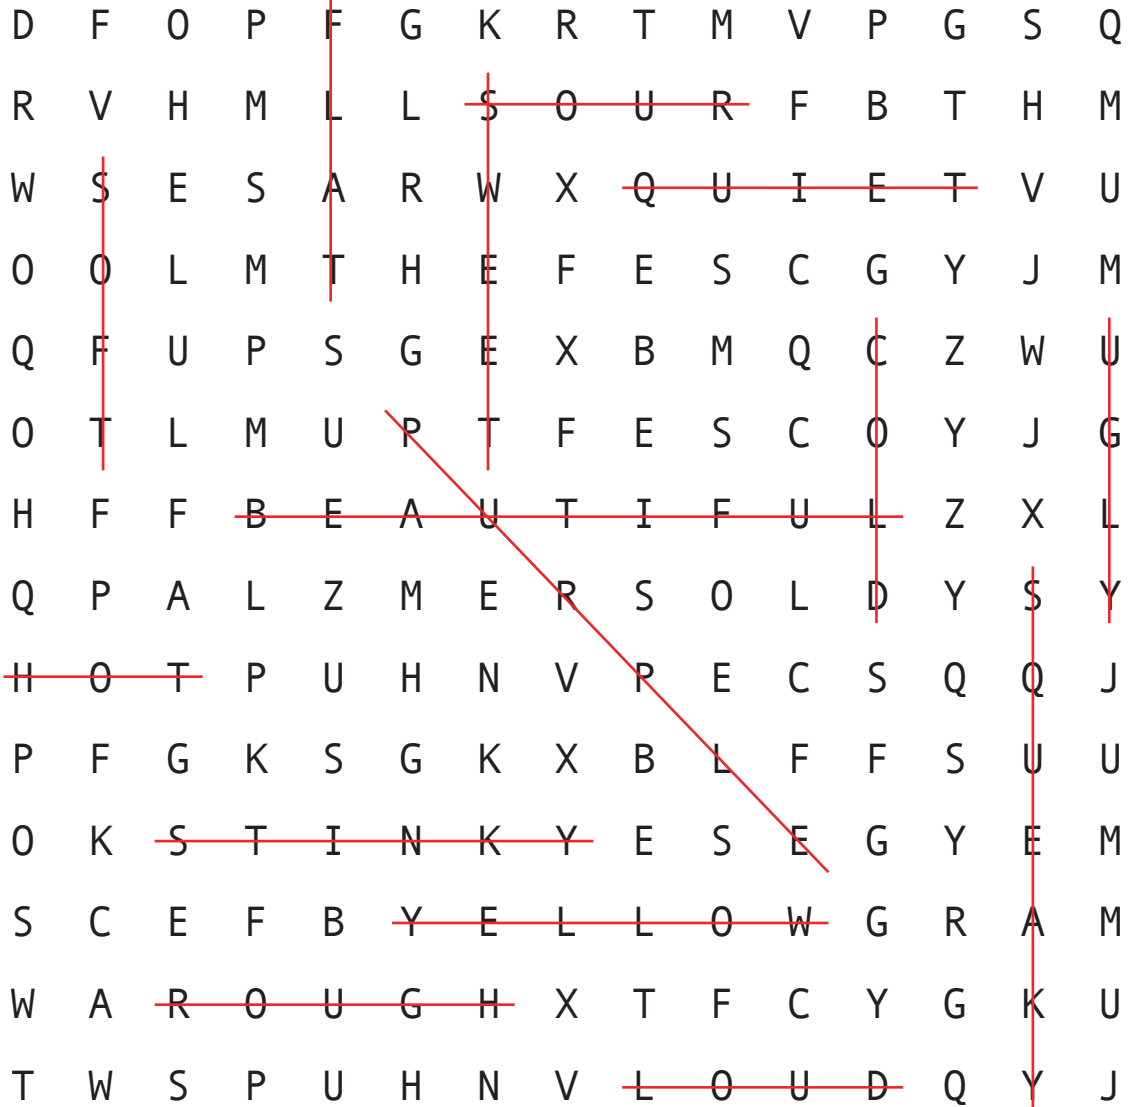 D F O P F G K R T M V P G S Q
R V H M L L S O U R F B T H M
W S E S A R W X Q U I E T V U
O O L M T H E F E S C G Y J M
Q F U P S G E X B M Q C Z W U
O T L M U P T F E S C O Y J G
H F F B E A U T I F U L Z X L
Q P A L Z M E R S O L D Y S Y
H O T P U H N V P E C S Q Q J
P F G K S G K X B L F F S U U
O K S T I N K Y E S E G Y E M
S C E F B Y E L L O W G R A M
W A R O U G H X T F C Y G K U
T W S P U H N V L O U D Q Y J